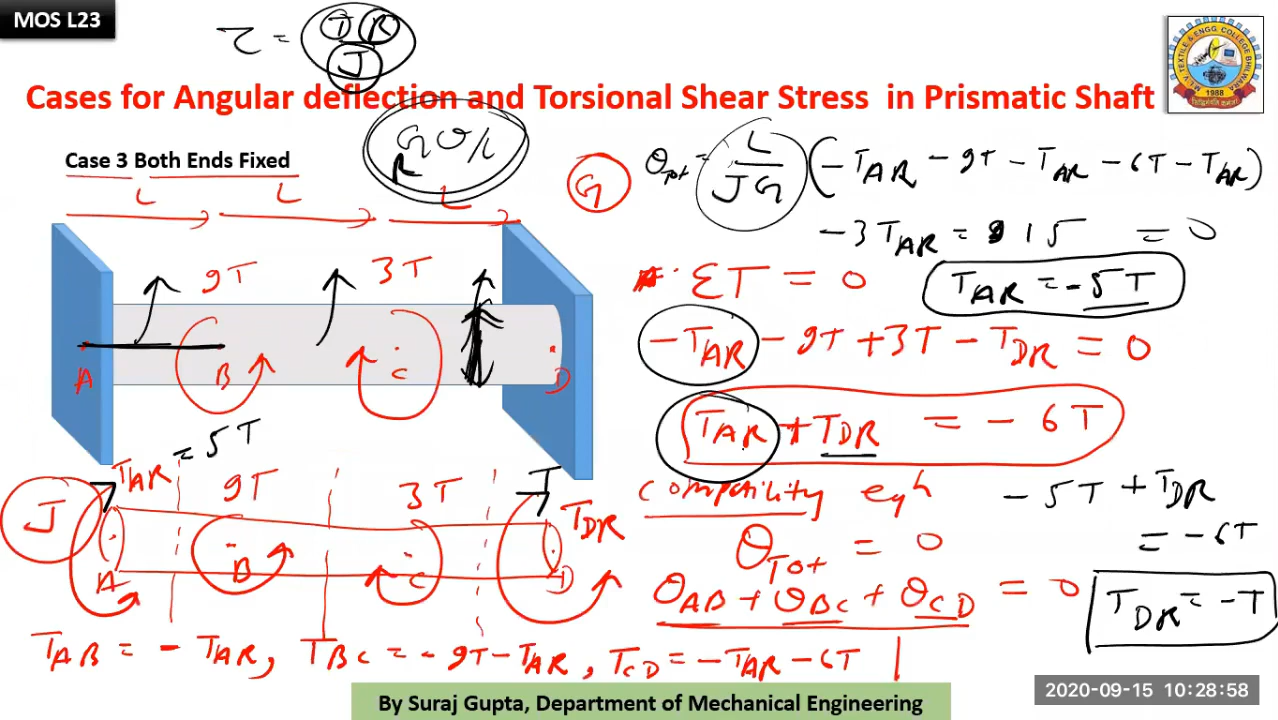 MOS L23
τ = TR/J
Cases for Angular deflection and Torsional Shear Stress in Prismatic Shaft
1988
Case 3 Both Ends Fixed
GθR/L
L L L
G
θTot = L/JG (-TAR - 9T - TAR - 6T - TAR)
-3TAR = 15 = 0
TAR = -5T
9T 3T
ΣT = 0
-TAR - 9T + 3T - TDR = 0
A B C D
TAR + TDR = -6T
= 5T
TAR 9T 3T T TDR
J
A B C D
compatibility eqn
θTot = 0
-5T + TDR
= -6T
θAB + θBC + θCD = 0
TDR = -T
TAB = -TAR, TBC = -9T - TAR, TCD = -TAR - 6T
By Suraj Gupta, Department of Mechanical Engineering
2020-09-15 10:28:58